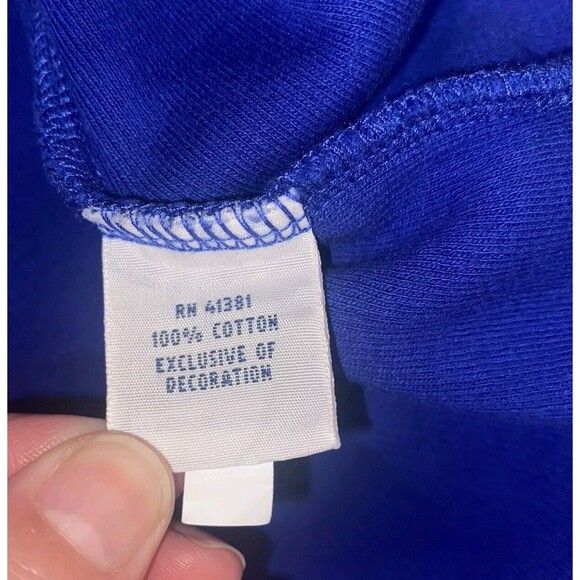 RN 41381
100% COTTON
EXCLUSIVE OF
DECORATION